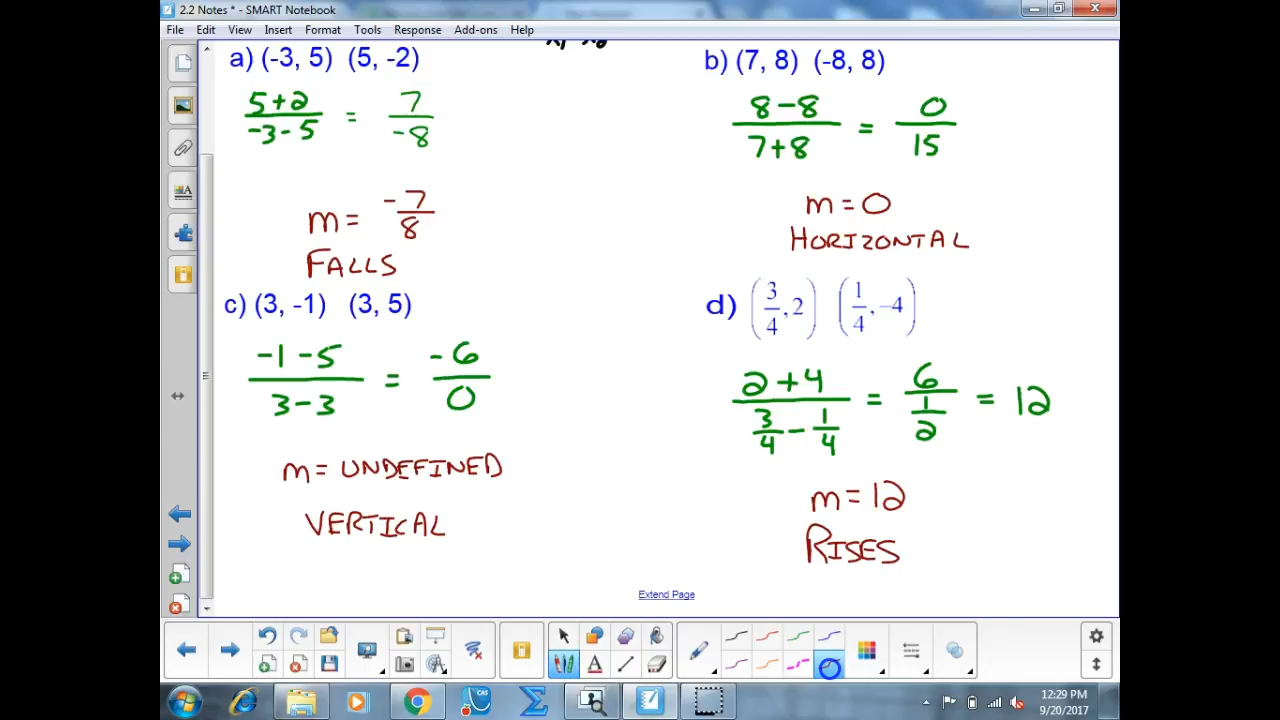 2.2 Notes * - SMART Notebook
File Edit View Insert Format Tools Response Add-ons Help
a) (-3, 5) (5, -2)
5+2 / -3-5 = 7 / -8
m = -7 / 8
FALLS
b) (7, 8) (-8, 8)
8-8 / 7+8 = 0 / 15
m = 0
HORIZONTAL
c) (3, -1) (3, 5)
-1-5 / 3-3 = -6 / 0
m = UNDEFINED
VERTICAL
d) (3/4, 2) (1/4, -4)
2+4 / 3/4 - 1/4 = 6 / 1/2 = 12
m = 12
RISES
Extend Page
12:29 PM
9/20/2017